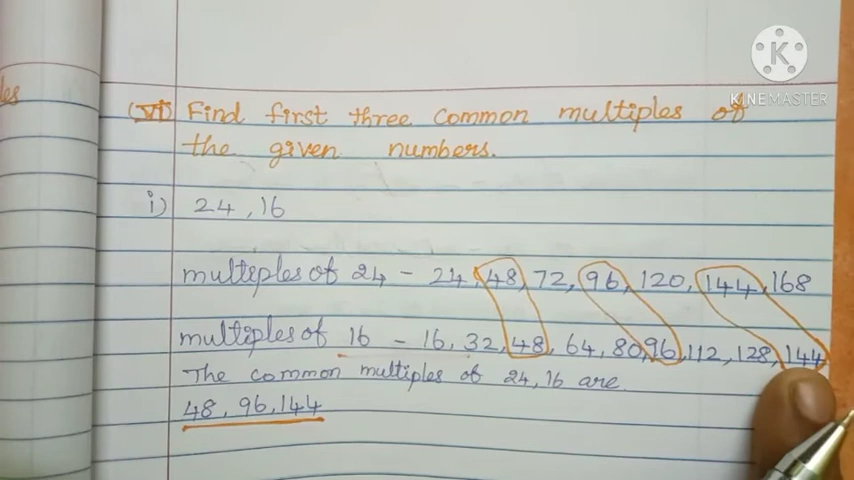 les
(VI) Find first three common multiples of
the given numbers.
i) 24, 16
multiples of 24 - 24, 48, 72, 96, 120, 144, 168
multiples of 16 - 16, 32, 48, 64, 80, 96, 112, 128, 144
The common multiples of 24, 16 are
48, 96, 144
K
KINEMASTER